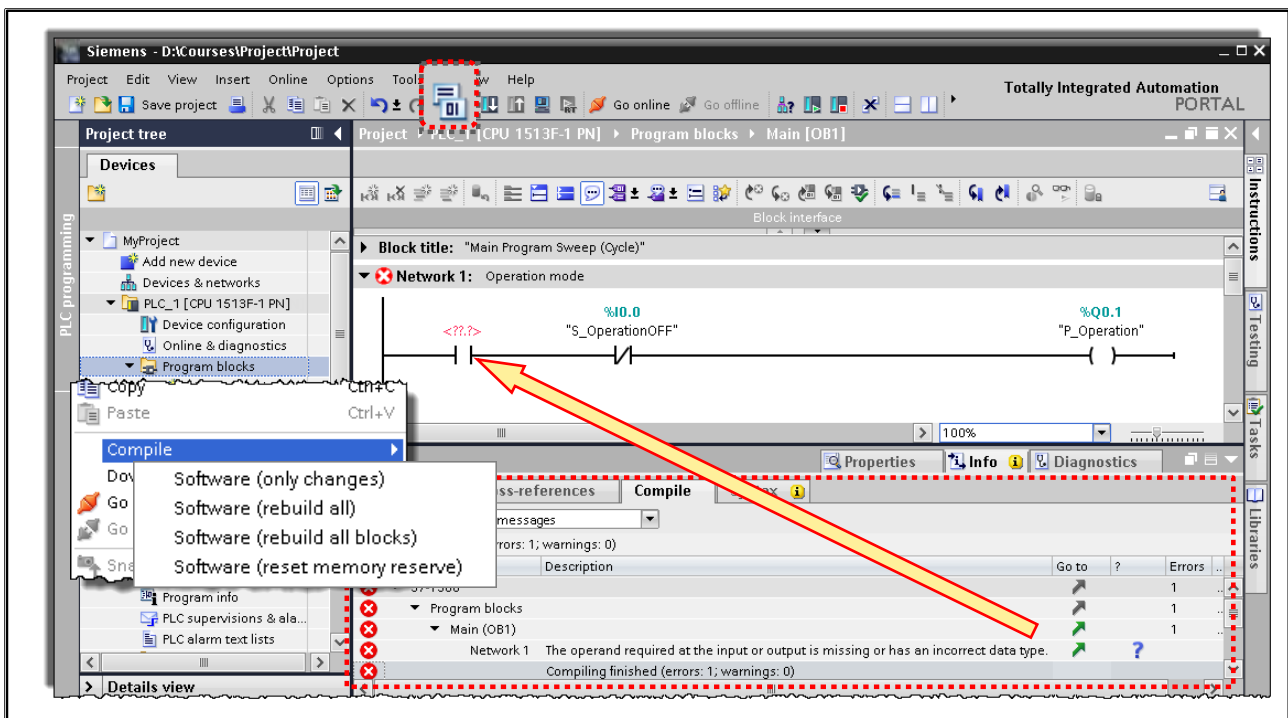 Siemens - D:\Courses\Project\Project
Project Edit View Insert Online Options Tools Help
Totally Integrated Automation
PORTAL
Save project
Go online
Go offline
Project tree
Project [CPU 1513F-1 PN] Program blocks Main [OB1]
Devices
Block interface
MyProject
Add new device
Devices & networks
PLC_1 [CPU 1513F-1 PN]
Device configuration
Online & diagnostics
Program blocks
PLC programming
Block title: "Main Program Sweep (Cycle)"
Network 1: Operation mode
<??.?>
%I0.0
"S_OperationOFF"
%Q0.1
"P_Operation"
100%
Instructions
Testing
Tasks
Libraries
Copy Ctrl+C
Paste Ctrl+V
Compile
Go
Go
Software (only changes)
Software (rebuild all)
Software (rebuild all blocks)
Software (reset memory reserve)
Program info
PLC supervisions & ala...
PLC alarm text lists
Details view
Properties Info Diagnostics
Compile
messages
1; warnings: 0)
Description Go to ? Errors ..
1
Program blocks 1
Main (OB1) 1
Network 1 The operand required at the input or output is missing or has an incorrect data type. ?
Compiling finished (errors: 1; warnings: 0)